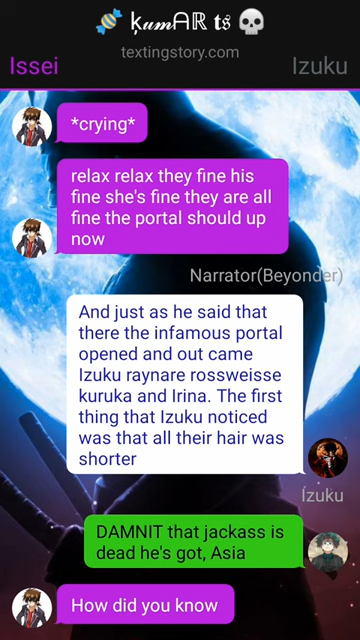 🍬 ķ𝓊𝓂ᗩℝ 𝐭𝔰 💀
textingstory.com
Issei
Izuku
*crying*
relax relax they fine his
fine she's fine they are all
fine the portal should up
now
Narrator(Beyonder)
And just as he said that
there the infamous portal
opened and out came
Izuku raynare rossweisse
kuruka and Irina. The first
thing that Izuku noticed
was that all their hair was
shorter
Izuku
DAMNIT that jackass is
dead he's got, Asia
How did you know